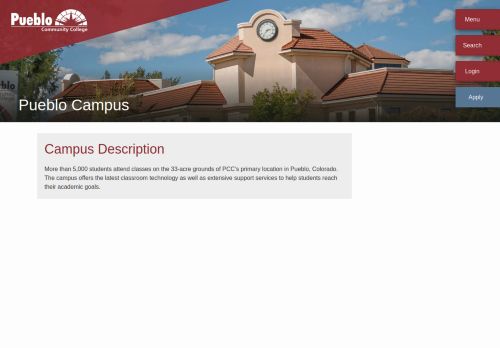 Pueblo
Community College
Menu
Search
Login
Apply
Pueblo Campus
Campus Description
More than 5,000 students attend classes on the 33-acre grounds of PCC's primary location in Pueblo, Colorado.
The campus offers the latest classroom technology as well as extensive support services to help students reach
their academic goals.